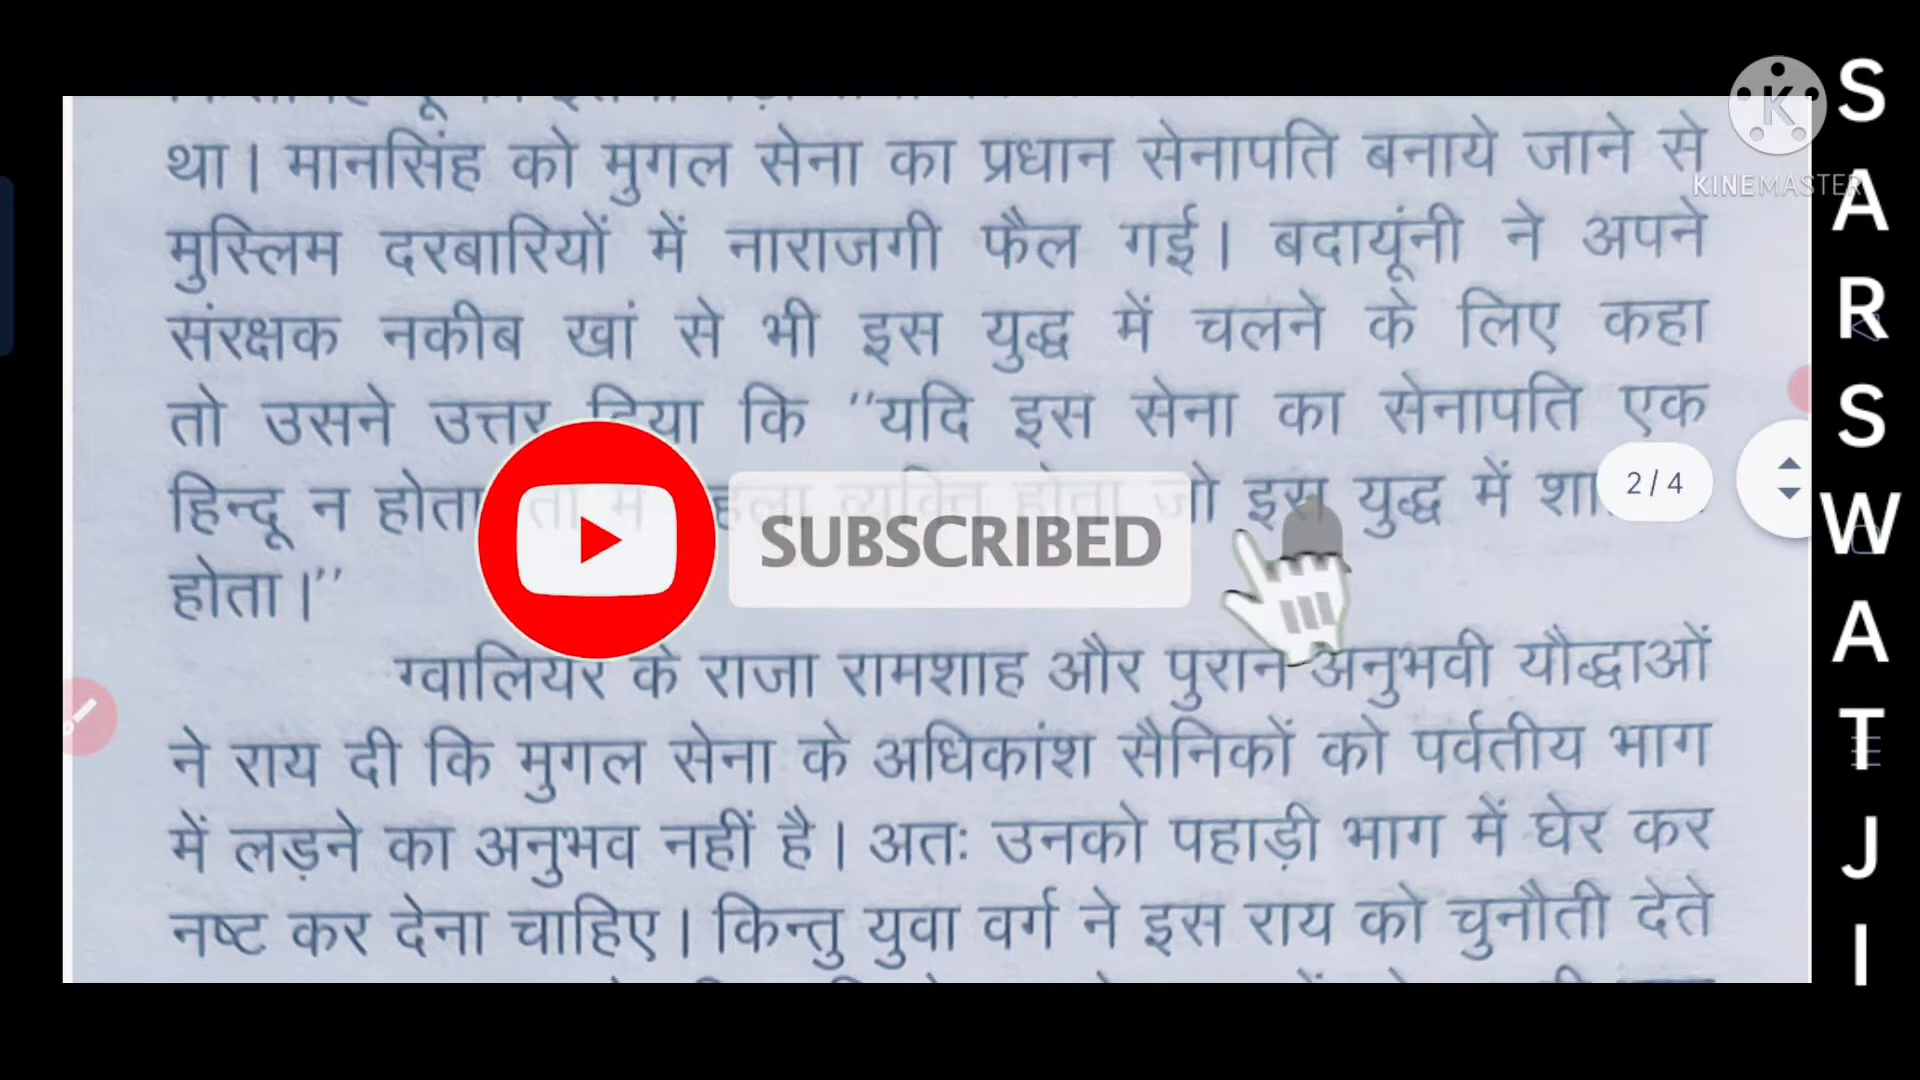 था। मानसिंह को मुगल सेना का प्रधान सेनापति बनाये जाने से
मुस्लिम दरबारियों में नाराजगी फैल गई। बदायूंनी ने अपने
संरक्षक नकीब खां से भी इस युद्ध में चलने के लिए कहा
तो उसने उत्तर दिया कि "यदि इस सेना का सेनापति एक
हिन्दू न होता तो मैं व्यक्ति होता जो इस युद्ध में
होता।"
ग्वालियर के राजा रामशाह और पुराने अनुभवी यौद्धाओं
ने राय दी कि मुगल सेना के अधिकांश सैनिकों को पर्वतीय भाग
में लड़ने का अनुभव नहीं है। अतः उनको पहाड़ी भाग में घेर कर
नष्ट कर देना चाहिए। किन्तु युवा वर्ग ने इस राय को चुनौती देते
SUBSCRIBED
2/4
K
KINEMASTER
SARSWATJI